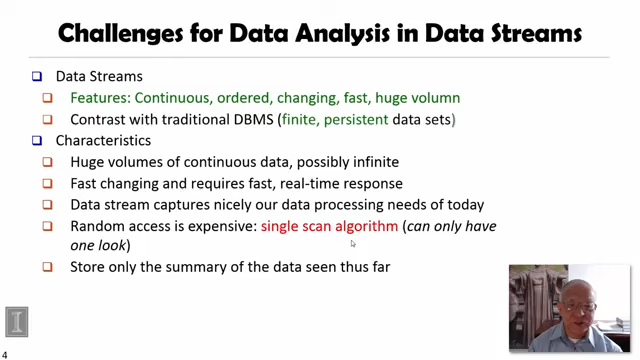 Challenges for Data Analysis in Data Streams
Data Streams
Features: Continuous, ordered, changing, fast, huge volumn
Contrast with traditional DBMS (finite, persistent data sets)
Characteristics
Huge volumes of continuous data, possibly infinite
Fast changing and requires fast, real-time response
Data stream captures nicely our data processing needs of today
Random access is expensive: single scan algorithm (can only have
one look)
Store only the summary of the data seen thus far
I
4